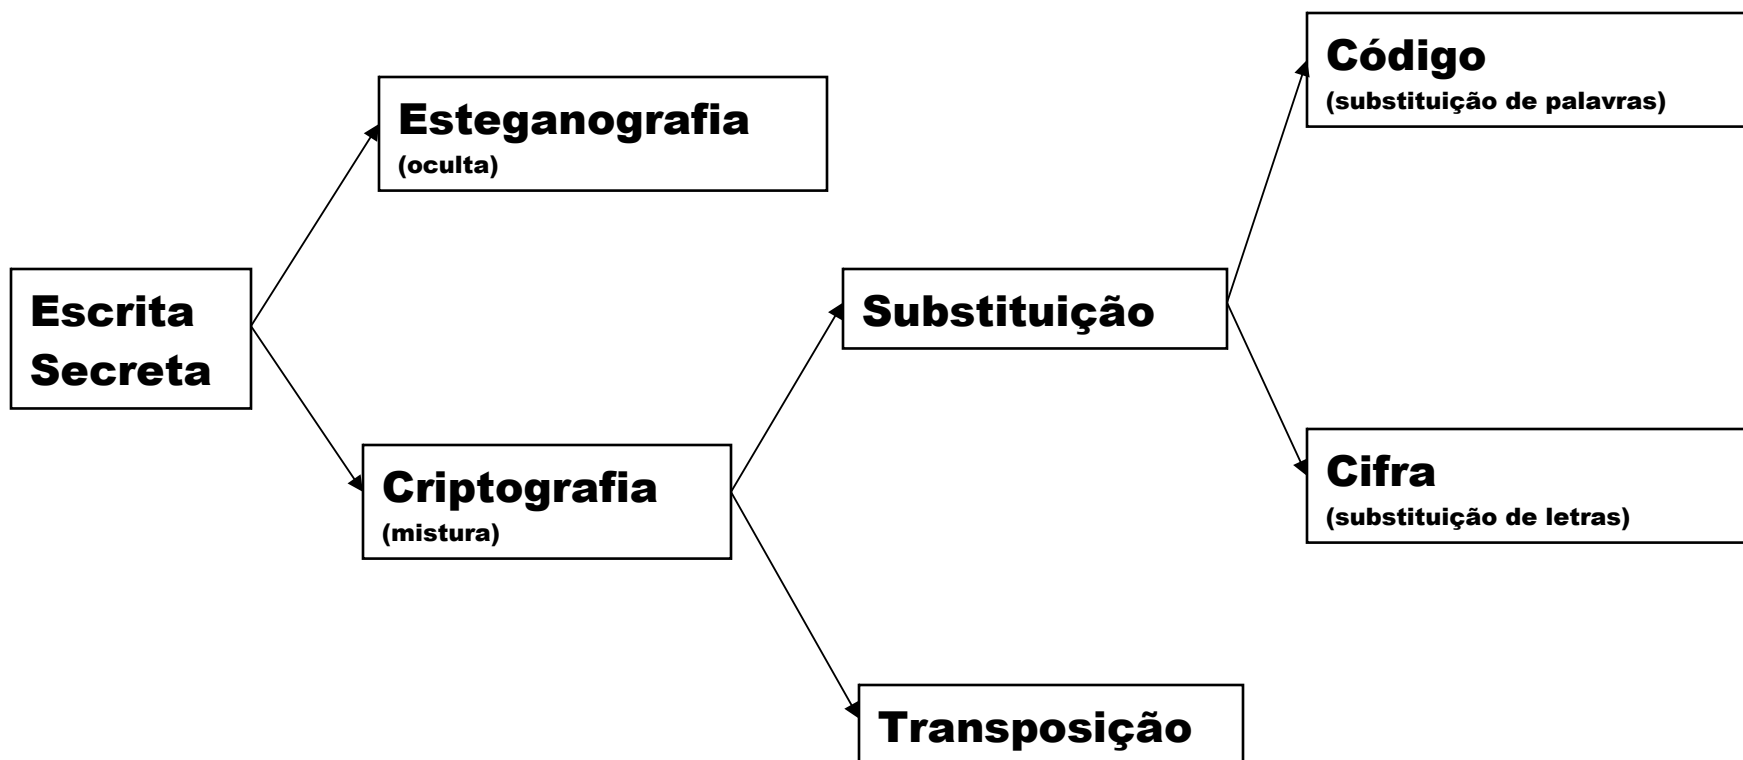 Código
(substituição de palavras)
Esteganografia
(oculta)
Escrita
Secreta
Substituição
Criptografia
(mistura)
Cifra
(substituição de letras)
Transposição